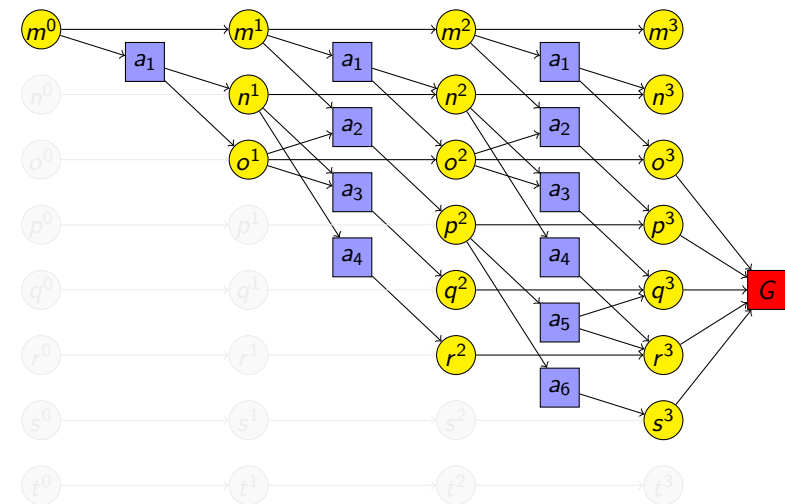 m⁰ m¹ m² m³
a₁ a₁ a₁
n⁰ n¹ n² n³
a₂ a₂
o⁰ o¹ o² o³
a₃ a₃
p⁰ p¹ p² p³
a₄ a₄
q⁰ q¹ q² q³ G
a₅
r⁰ r¹ r² r³
a₆
s⁰ s¹ s² s³
t⁰ t¹ t² t³